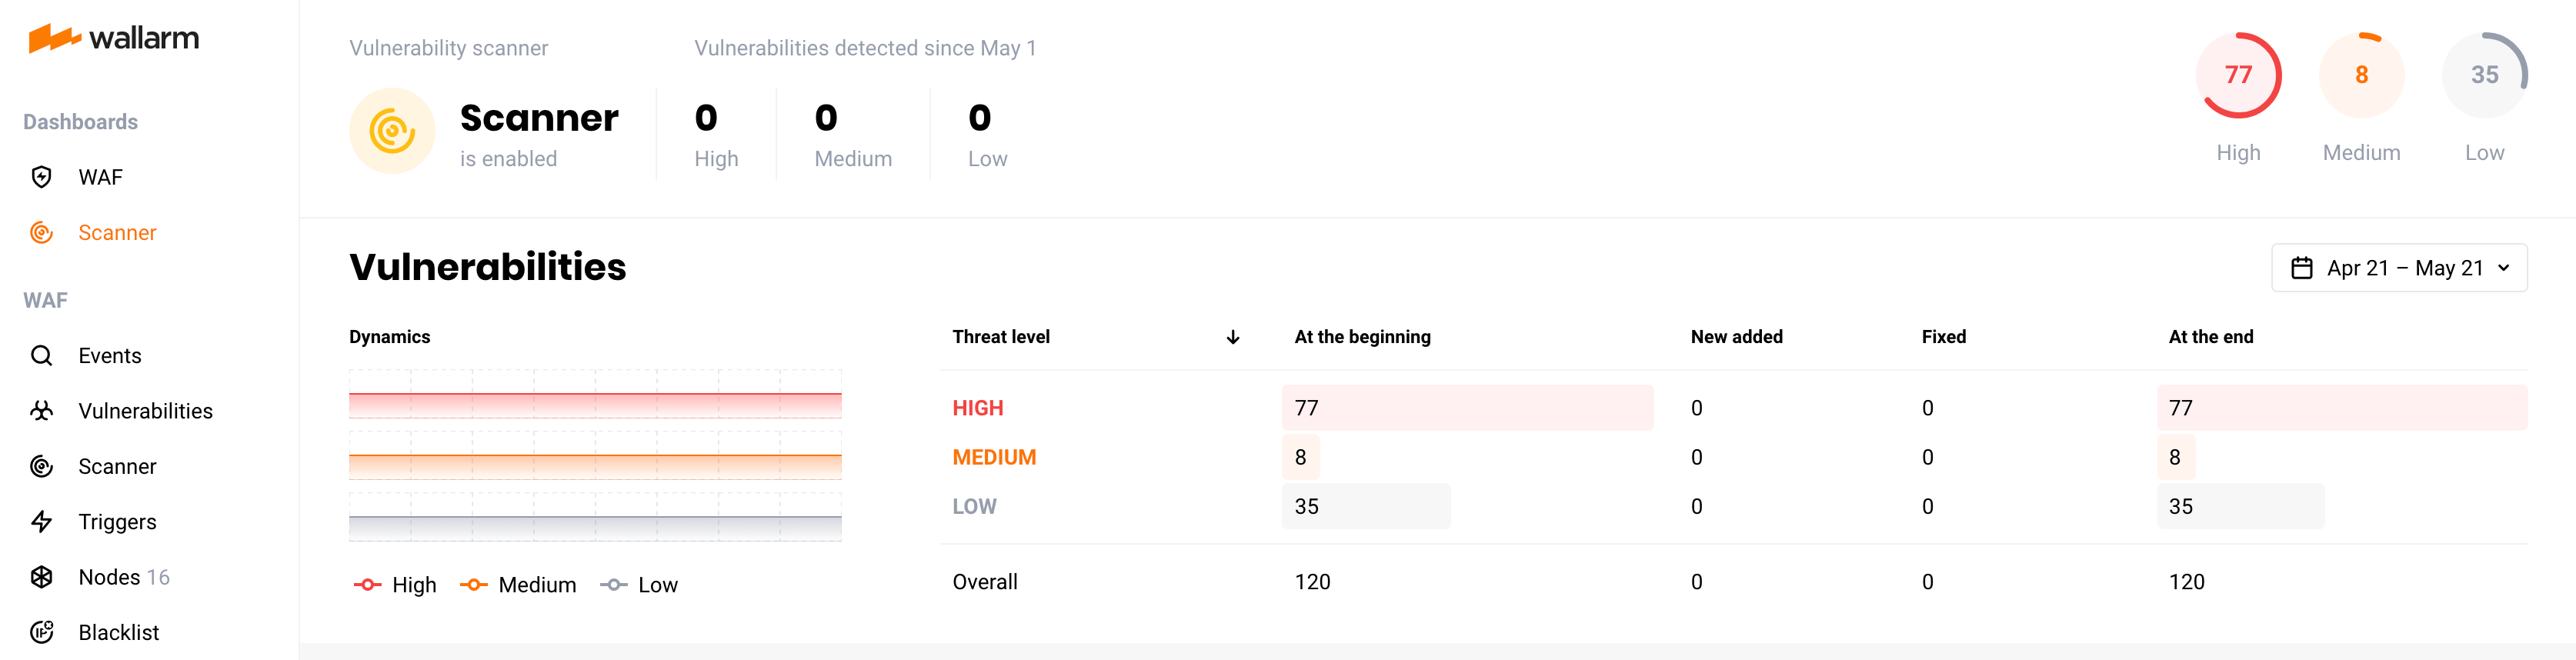 wallarm
Dashboards
WAF
Scanner
WAF
Events
Vulnerabilities
Scanner
Triggers
Nodes 16
Blacklist
Vulnerability scanner
Scanner
is enabled
Vulnerabilities detected since May 1
0 0 0
High Medium Low
77 8 35
High Medium Low
Vulnerabilities
Apr 21 – May 21
Dynamics
High Medium Low
Threat level At the beginning New added Fixed At the end
HIGH 77 0 0 77
MEDIUM 8 0 0 8
LOW 35 0 0 35
Overall 120 0 0 120